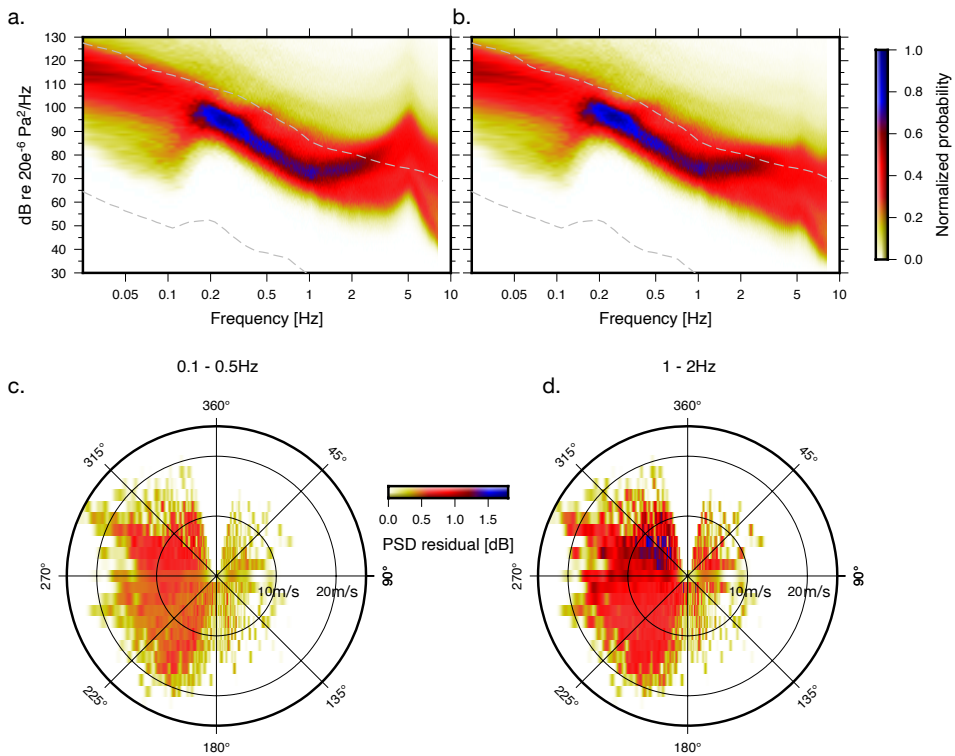 a.
b.
130
120
110
100
90
80
70
60
50
40
30
dB re 20e⁻⁶ Pa²/Hz
0.05 0.1 0.2 0.5 1 2 5 10
Frequency [Hz]
0.05 0.1 0.2 0.5 1 2 5 10
Frequency [Hz]
1.0
0.8
0.6
0.4
0.2
0.0
Normalized probability
0.1 - 0.5Hz
c.
360°
45°
90°
135°
180°
225°
270°
315°
10m/s 20m/s
0.0 0.5 1.0 1.5
PSD residual [dB]
1 - 2Hz
d.
360°
45°
90°
135°
180°
225°
270°
315°
10m/s 20m/s